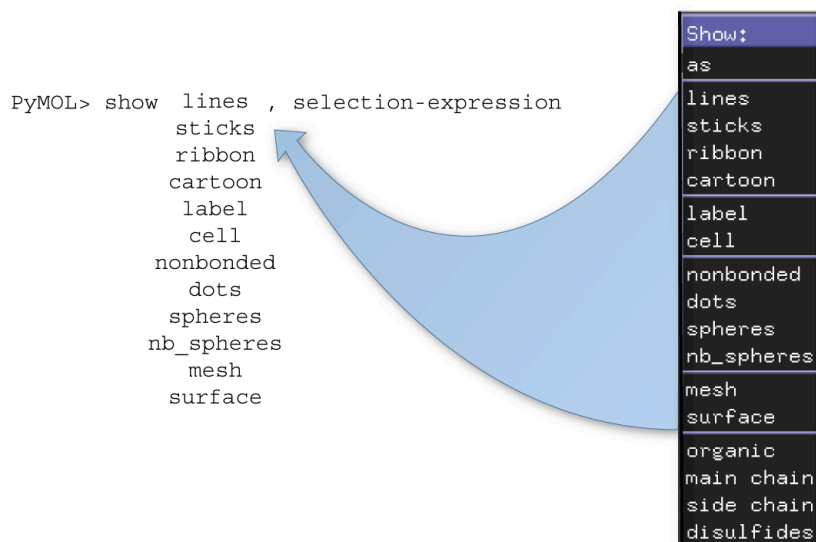 PyMOL> show lines , selection-expression
sticks
ribbon
cartoon
label
cell
nonbonded
dots
spheres
nb_spheres
mesh
surface
Show:
as
lines
sticks
ribbon
cartoon
label
cell
nonbonded
dots
spheres
nb_spheres
mesh
surface
organic
main chain
side chain
disulfides